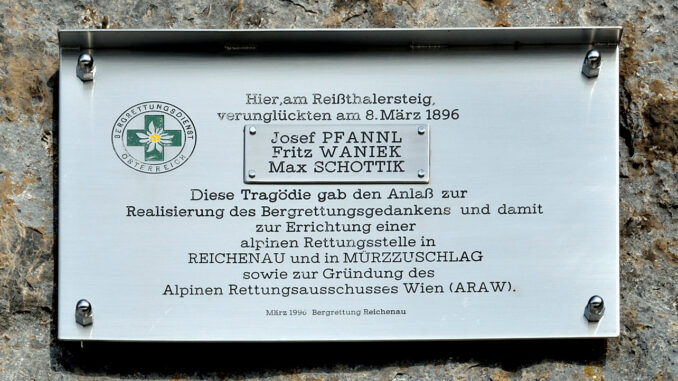 Hier, am Reißthalersteig,
verunglückten am 8. März 1896
Josef PFANNL
Fritz WANIEK
Max SCHOTTIK
BERGRETTUNGSDIENST
ÖSTERREICH
Diese Tragödie gab den Anlaß zur
Realisierung des Bergrettungsgedankens und damit
zur Errichtung einer
alpinen Rettungsstelle in
REICHENAU und in MÜRZZUSCHLAG
sowie zur Gründung des
Alpinen Rettungsausschusses Wien (ARAW).
März 1996 Bergrettung Reichenau